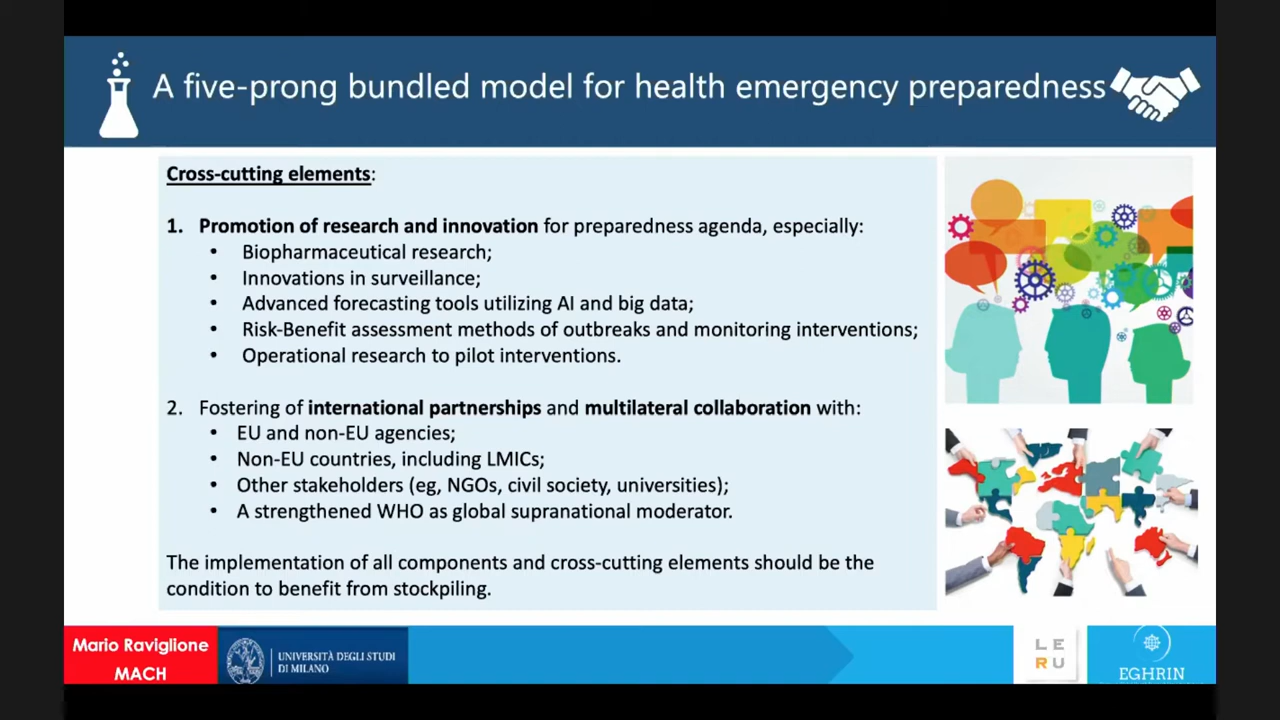 A five-prong bundled model for health emergency preparedness
Cross-cutting elements:
1. Promotion of research and innovation for preparedness agenda, especially:
• Biopharmaceutical research;
• Innovations in surveillance;
• Advanced forecasting tools utilizing AI and big data;
• Risk-Benefit assessment methods of outbreaks and monitoring interventions;
• Operational research to pilot interventions.
2. Fostering of international partnerships and multilateral collaboration with:
• EU and non-EU agencies;
• Non-EU countries, including LMICs;
• Other stakeholders (eg, NGOs, civil society, universities);
• A strengthened WHO as global supranational moderator.
The implementation of all components and cross-cutting elements should be the
condition to benefit from stockpiling.
Mario Raviglione
MACH
UNIVERSITÀ DEGLI STUDI
DI MILANO
LE
RU
EGHRIN